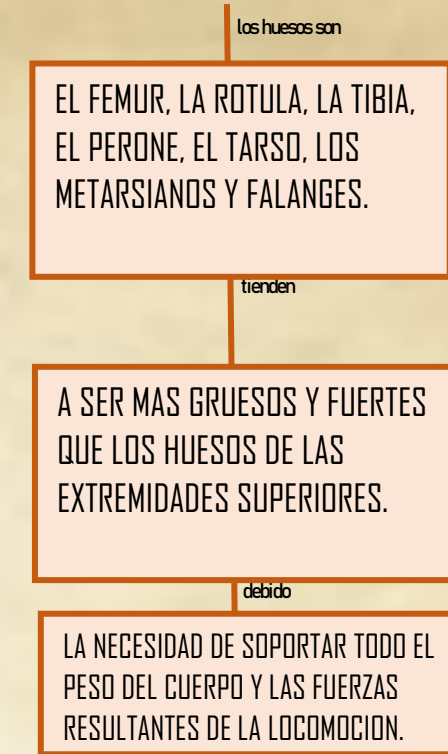 los huesos son
EL FEMUR, LA ROTULA, LA TIBIA,
EL PERONE, EL TARSO, LOS
METARSIANOS Y FALANGES.
tienden
A SER MAS GRUESOS Y FUERTES
QUE LOS HUESOS DE LAS
EXTREMIDADES SUPERIORES.
debido
LA NECESIDAD DE SOPORTAR TODO EL
PESO DEL CUERPO Y LAS FUERZAS
RESULTANTES DE LA LOCOMOCION.